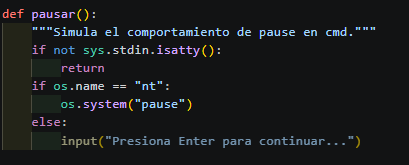 def pausar():
    """Simula el comportamiento de pause en cmd."""
    if not sys.stdin.isatty():
        return
    if os.name == "nt":
        os.system("pause")
    else:
        input("Presiona Enter para continuar...")